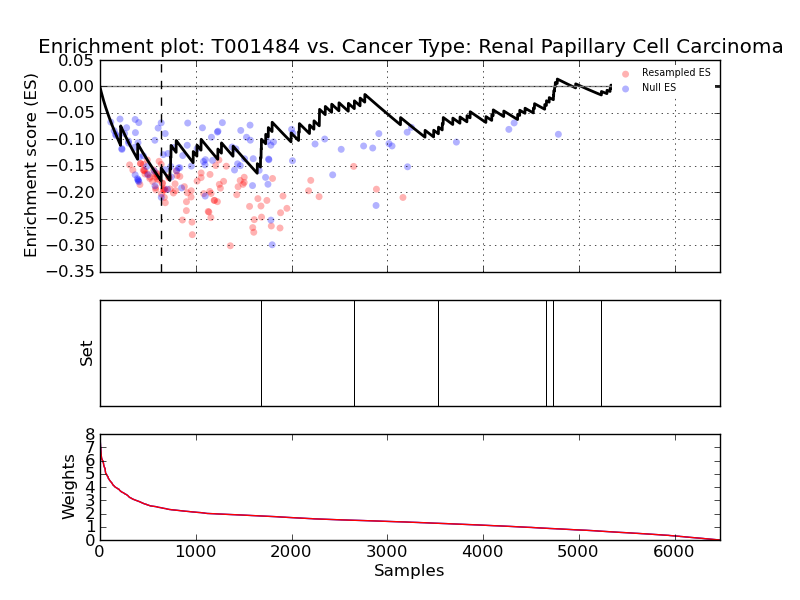 Enrichment plot: T001484 vs. Cancer Type: Renal Papillary Cell Carcinoma
Enrichment score (ES)
0.05
0.00
−0.05
−0.10
−0.15
−0.20
−0.25
−0.30
−0.35
Resampled ES
Null ES
Set
Weights
8
7
6
5
4
3
2
1
0
0 1000 2000 3000 4000 5000 6000
Samples